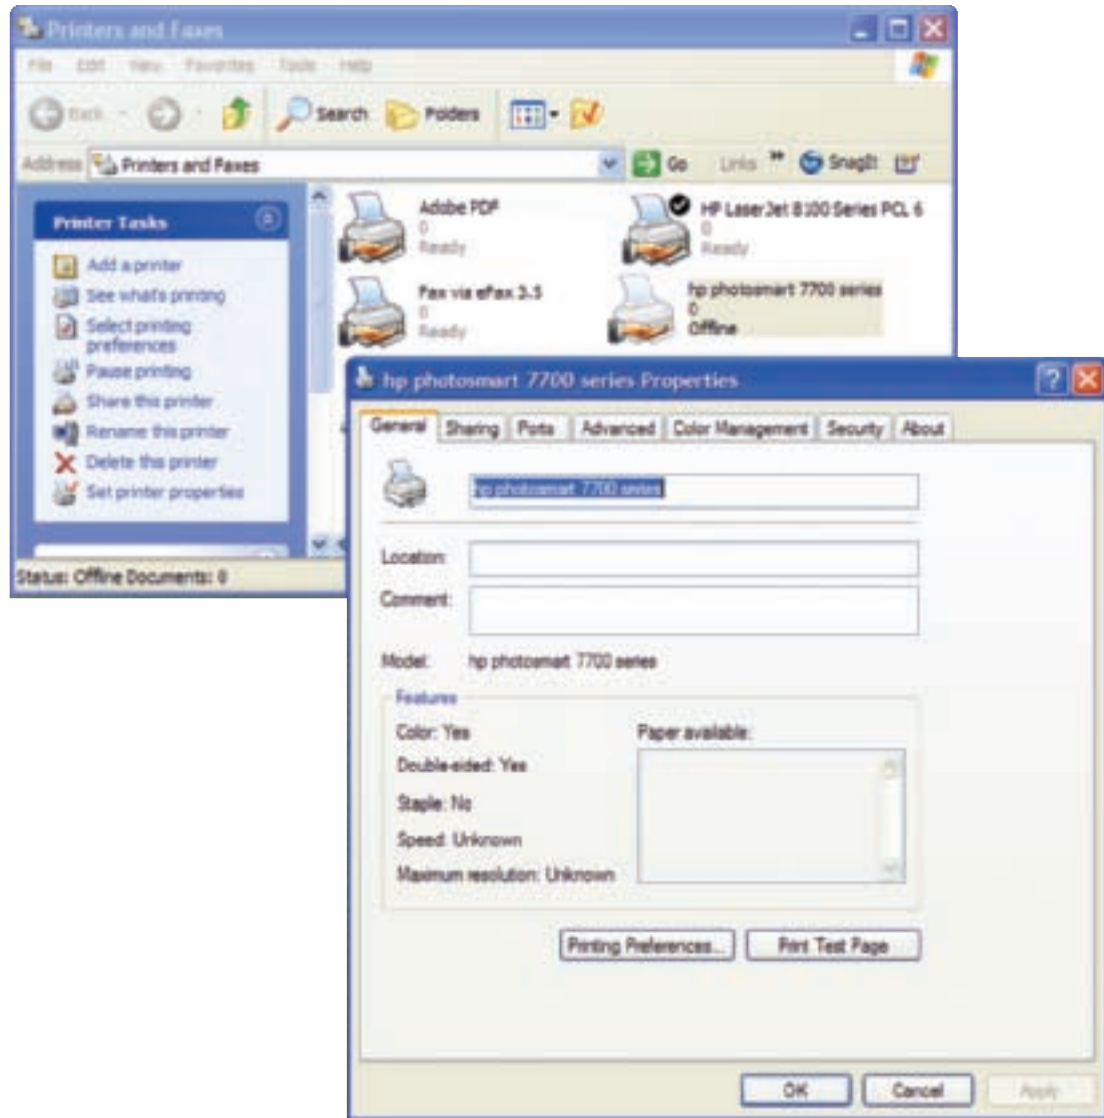 Printers and Faxes
File Edit View Favorites Tools Help
Back Search Folders
Address Printers and Faxes Go Links » SnagIt
Printer Tasks
Add a printer
See what's printing
Select printing
preferences
Pause printing
Share this printer
Rename this printer
Delete this printer
Set printer properties
Adobe PDF
0
Ready
HP LaserJet 8100 Series PCL 6
0
Ready
Fax via eFax 3.5
0
Ready
hp photosmart 7700 series
0
Offline
Status: Offline Documents: 0
hp photosmart 7700 series Properties
General Sharing Ports Advanced Color Management Security About
hp photosmart 7700 series
Location:
Comment:
Model: hp photosmart 7700 series
Features
Color: Yes
Double-sided: Yes
Staple: No
Speed: Unknown
Maximum resolution: Unknown
Paper available:
Printing Preferences... Print Test Page
OK Cancel Apply